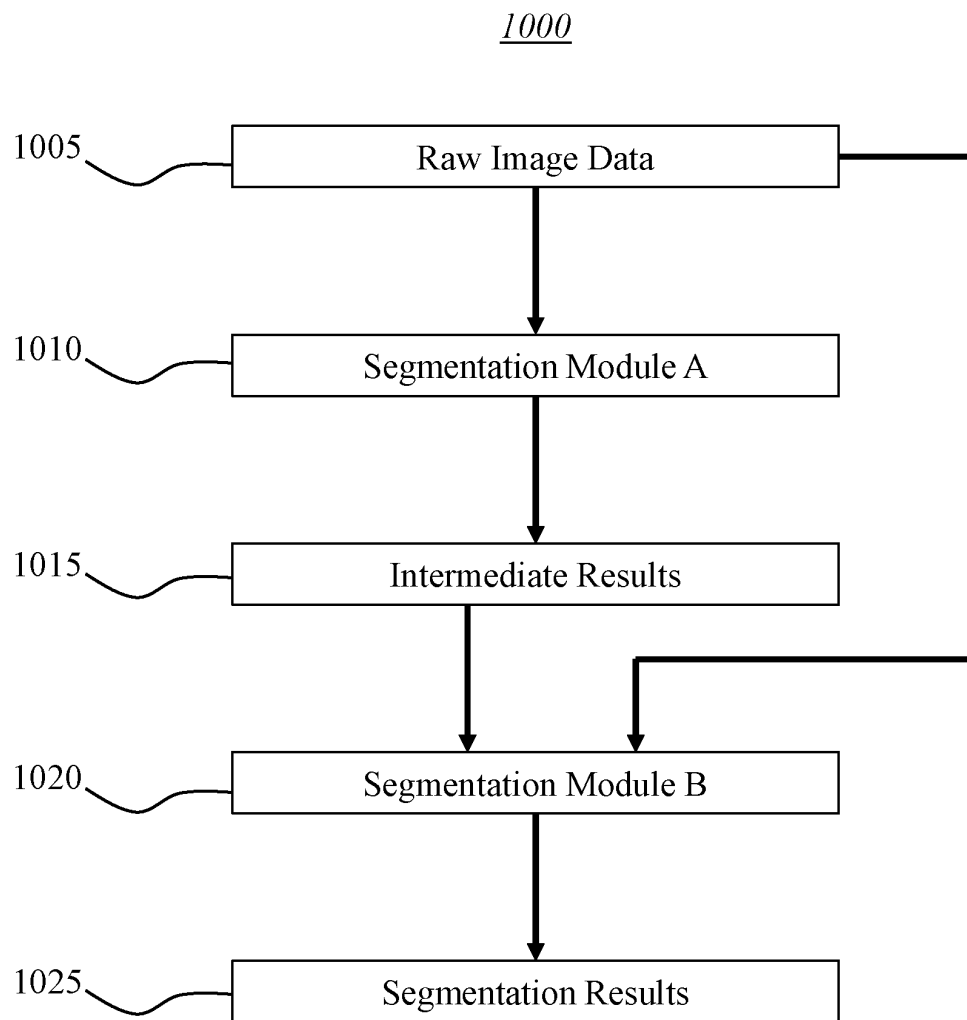 1000
1005
Raw Image Data
1010
Segmentation Module A
1015
Intermediate Results
1020
Segmentation Module B
1025
Segmentation Results